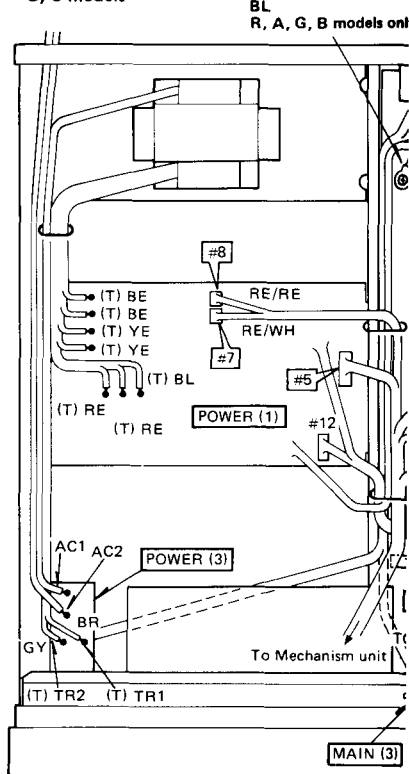 BL
R, A, G, B models only
#8
RE/RE
(T) BE
(T) BE
(T) YE
(T) YE
RE/WH
#7
(T) BL
#5
(T) RE
(T) RE
POWER (1)
#12
AC1
AC2
POWER (3)
BR
GY
To Mechanism unit
(T) TR2
(T) TR1
MAIN (3)